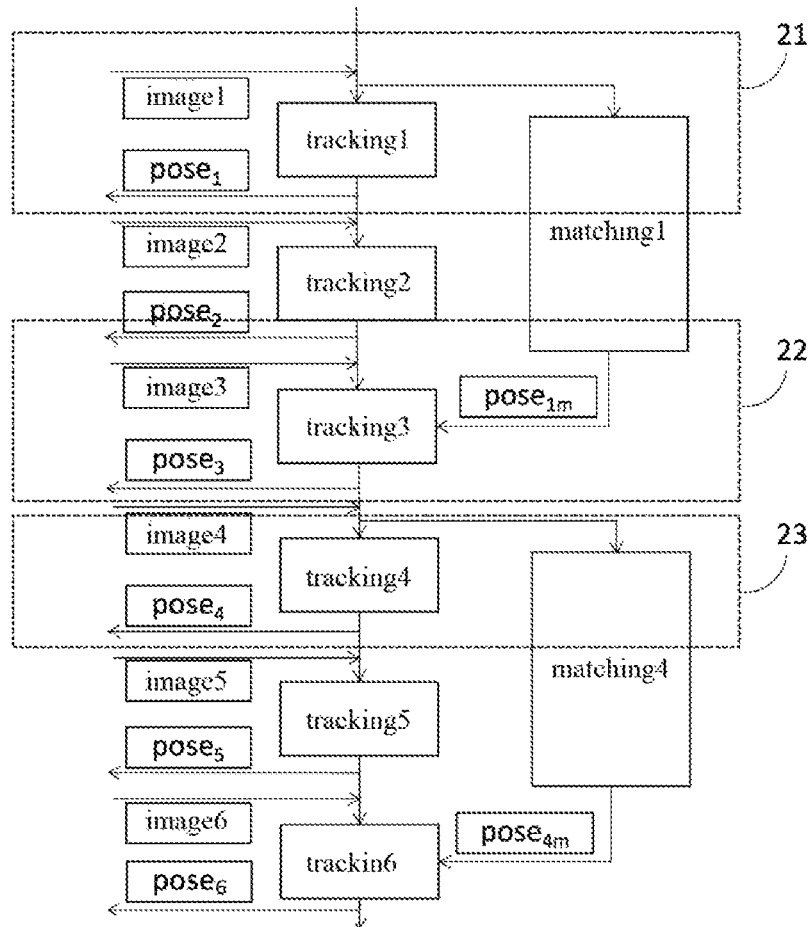 21
image1
tracking1
pose₁
matching1
image2
tracking2
pose₂
22
image3
pose₁ₘ
tracking3
pose₃
image4
23
tracking4
pose₄
matching4
image5
tracking5
pose₅
image6
pose₄ₘ
trackin6
pose₆